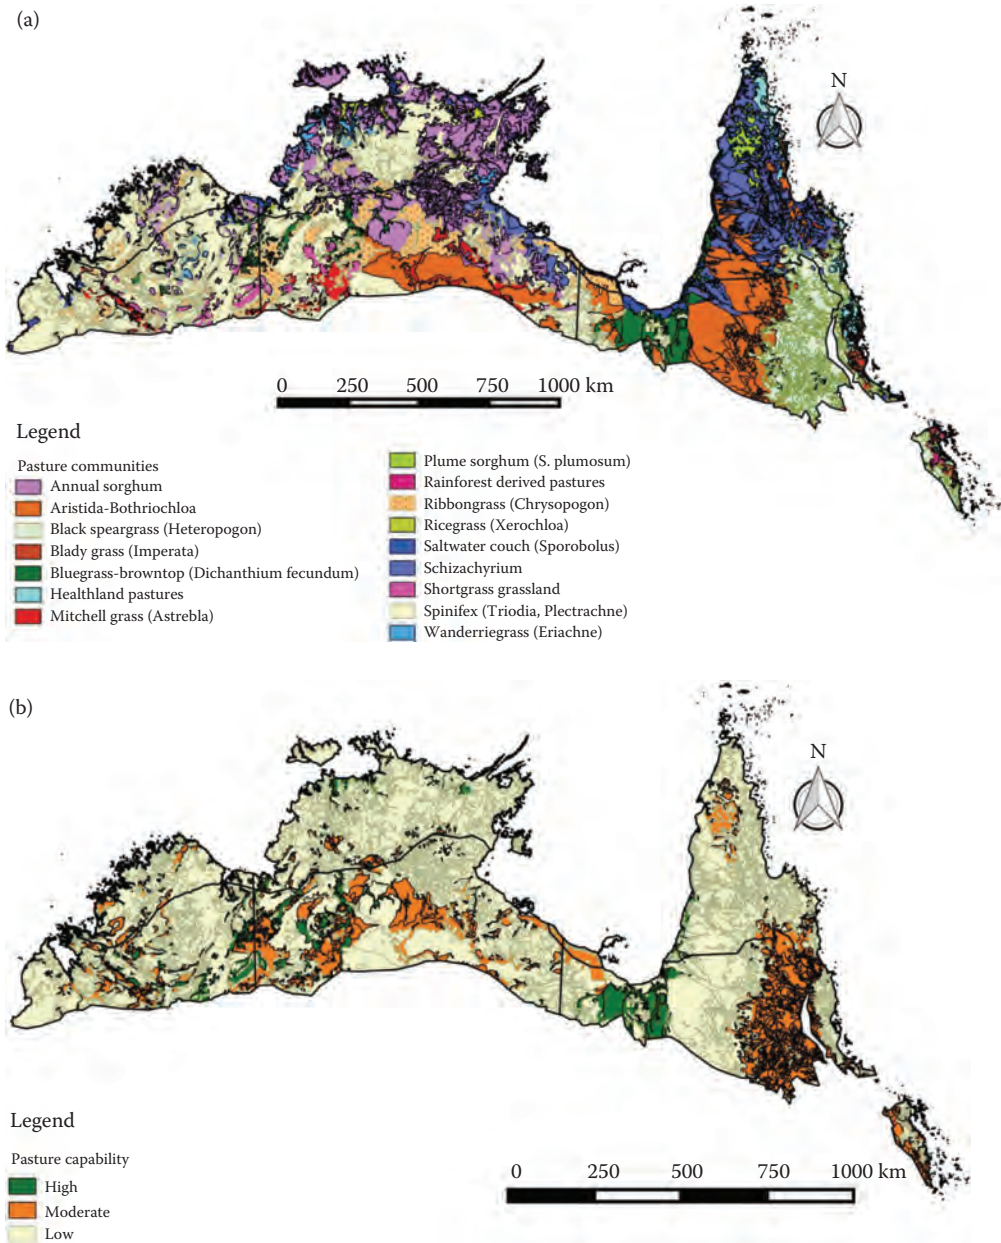 (a)
N
0 250 500 750 1000 km
Legend
Pasture communities
Annual sorghum
Aristida-Bothriochloa
Black speargrass (Heteropogon)
Blady grass (Imperata)
Bluegrass-browntop (Dichanthium fecundum)
Healthland pastures
Mitchell grass (Astrebla)
Plume sorghum (S. plumosum)
Rainforest derived pastures
Ribbongrass (Chrysopogon)
Ricegrass (Xerochloa)
Saltwater couch (Sporobolus)
Schizachyrium
Shortgrass grassland
Spinifex (Triodia, Plectrachne)
Wanderriegrass (Eriachne)
(b)
N
Legend
Pasture capability
High
Moderate
Low
0 250 500 750 1000 km